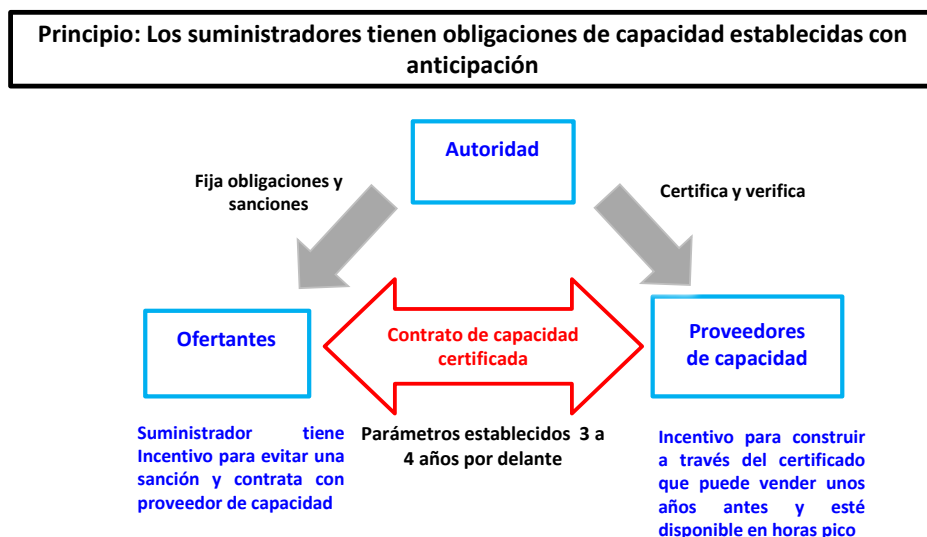 Principio: Los suministradores tienen obligaciones de capacidad establecidas con
anticipación
Autoridad
Fija obligaciones y
sanciones
Certifica y verifica
Ofertantes
Contrato de capacidad
certificada
Proveedores
de capacidad
Suministrador tiene
Incentivo para evitar una
sanción y contrata con
proveedor de capacidad
Parámetros establecidos 3 a
4 años por delante
Incentivo para construir
a través del certificado
que puede vender unos
años antes y esté
disponible en horas pico